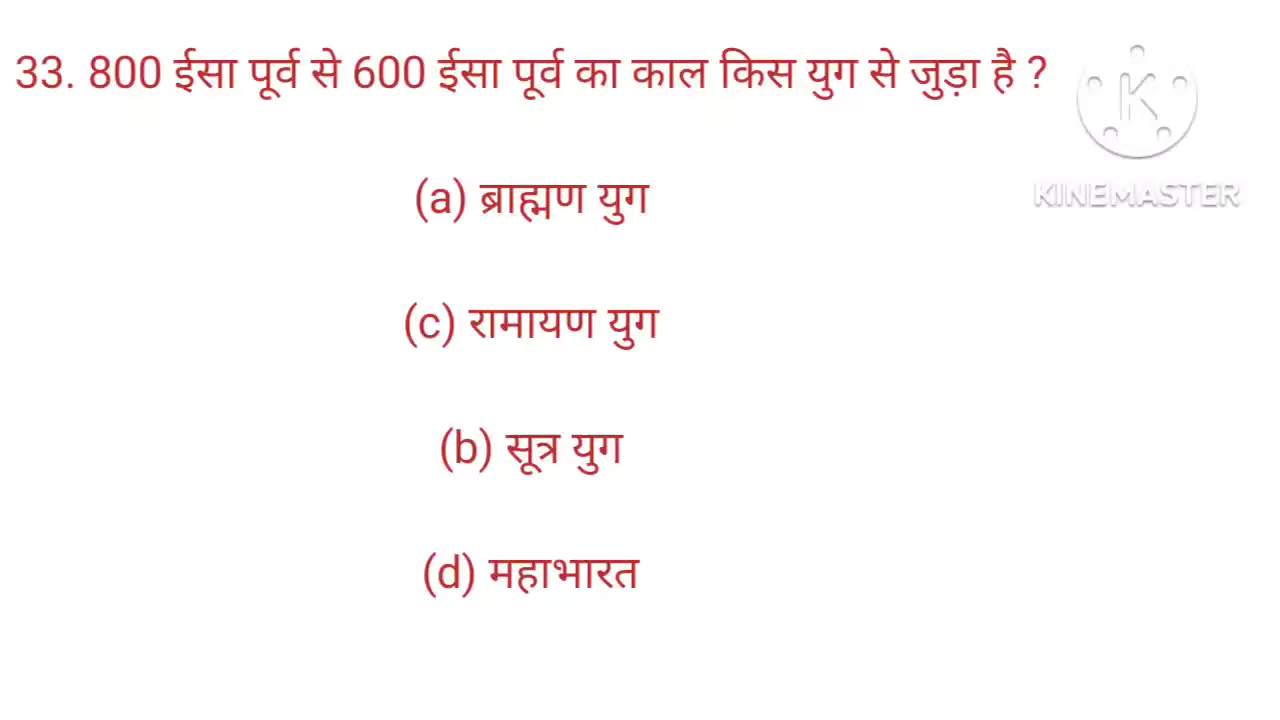 33. 800 ईसा पूर्व से 600 ईसा पूर्व का काल किस युग से जुड़ा है ?
K
KINEMASTER
(a) ब्राह्मण युग
(c) रामायण युग
(b) सूत्र युग
(d) महाभारत